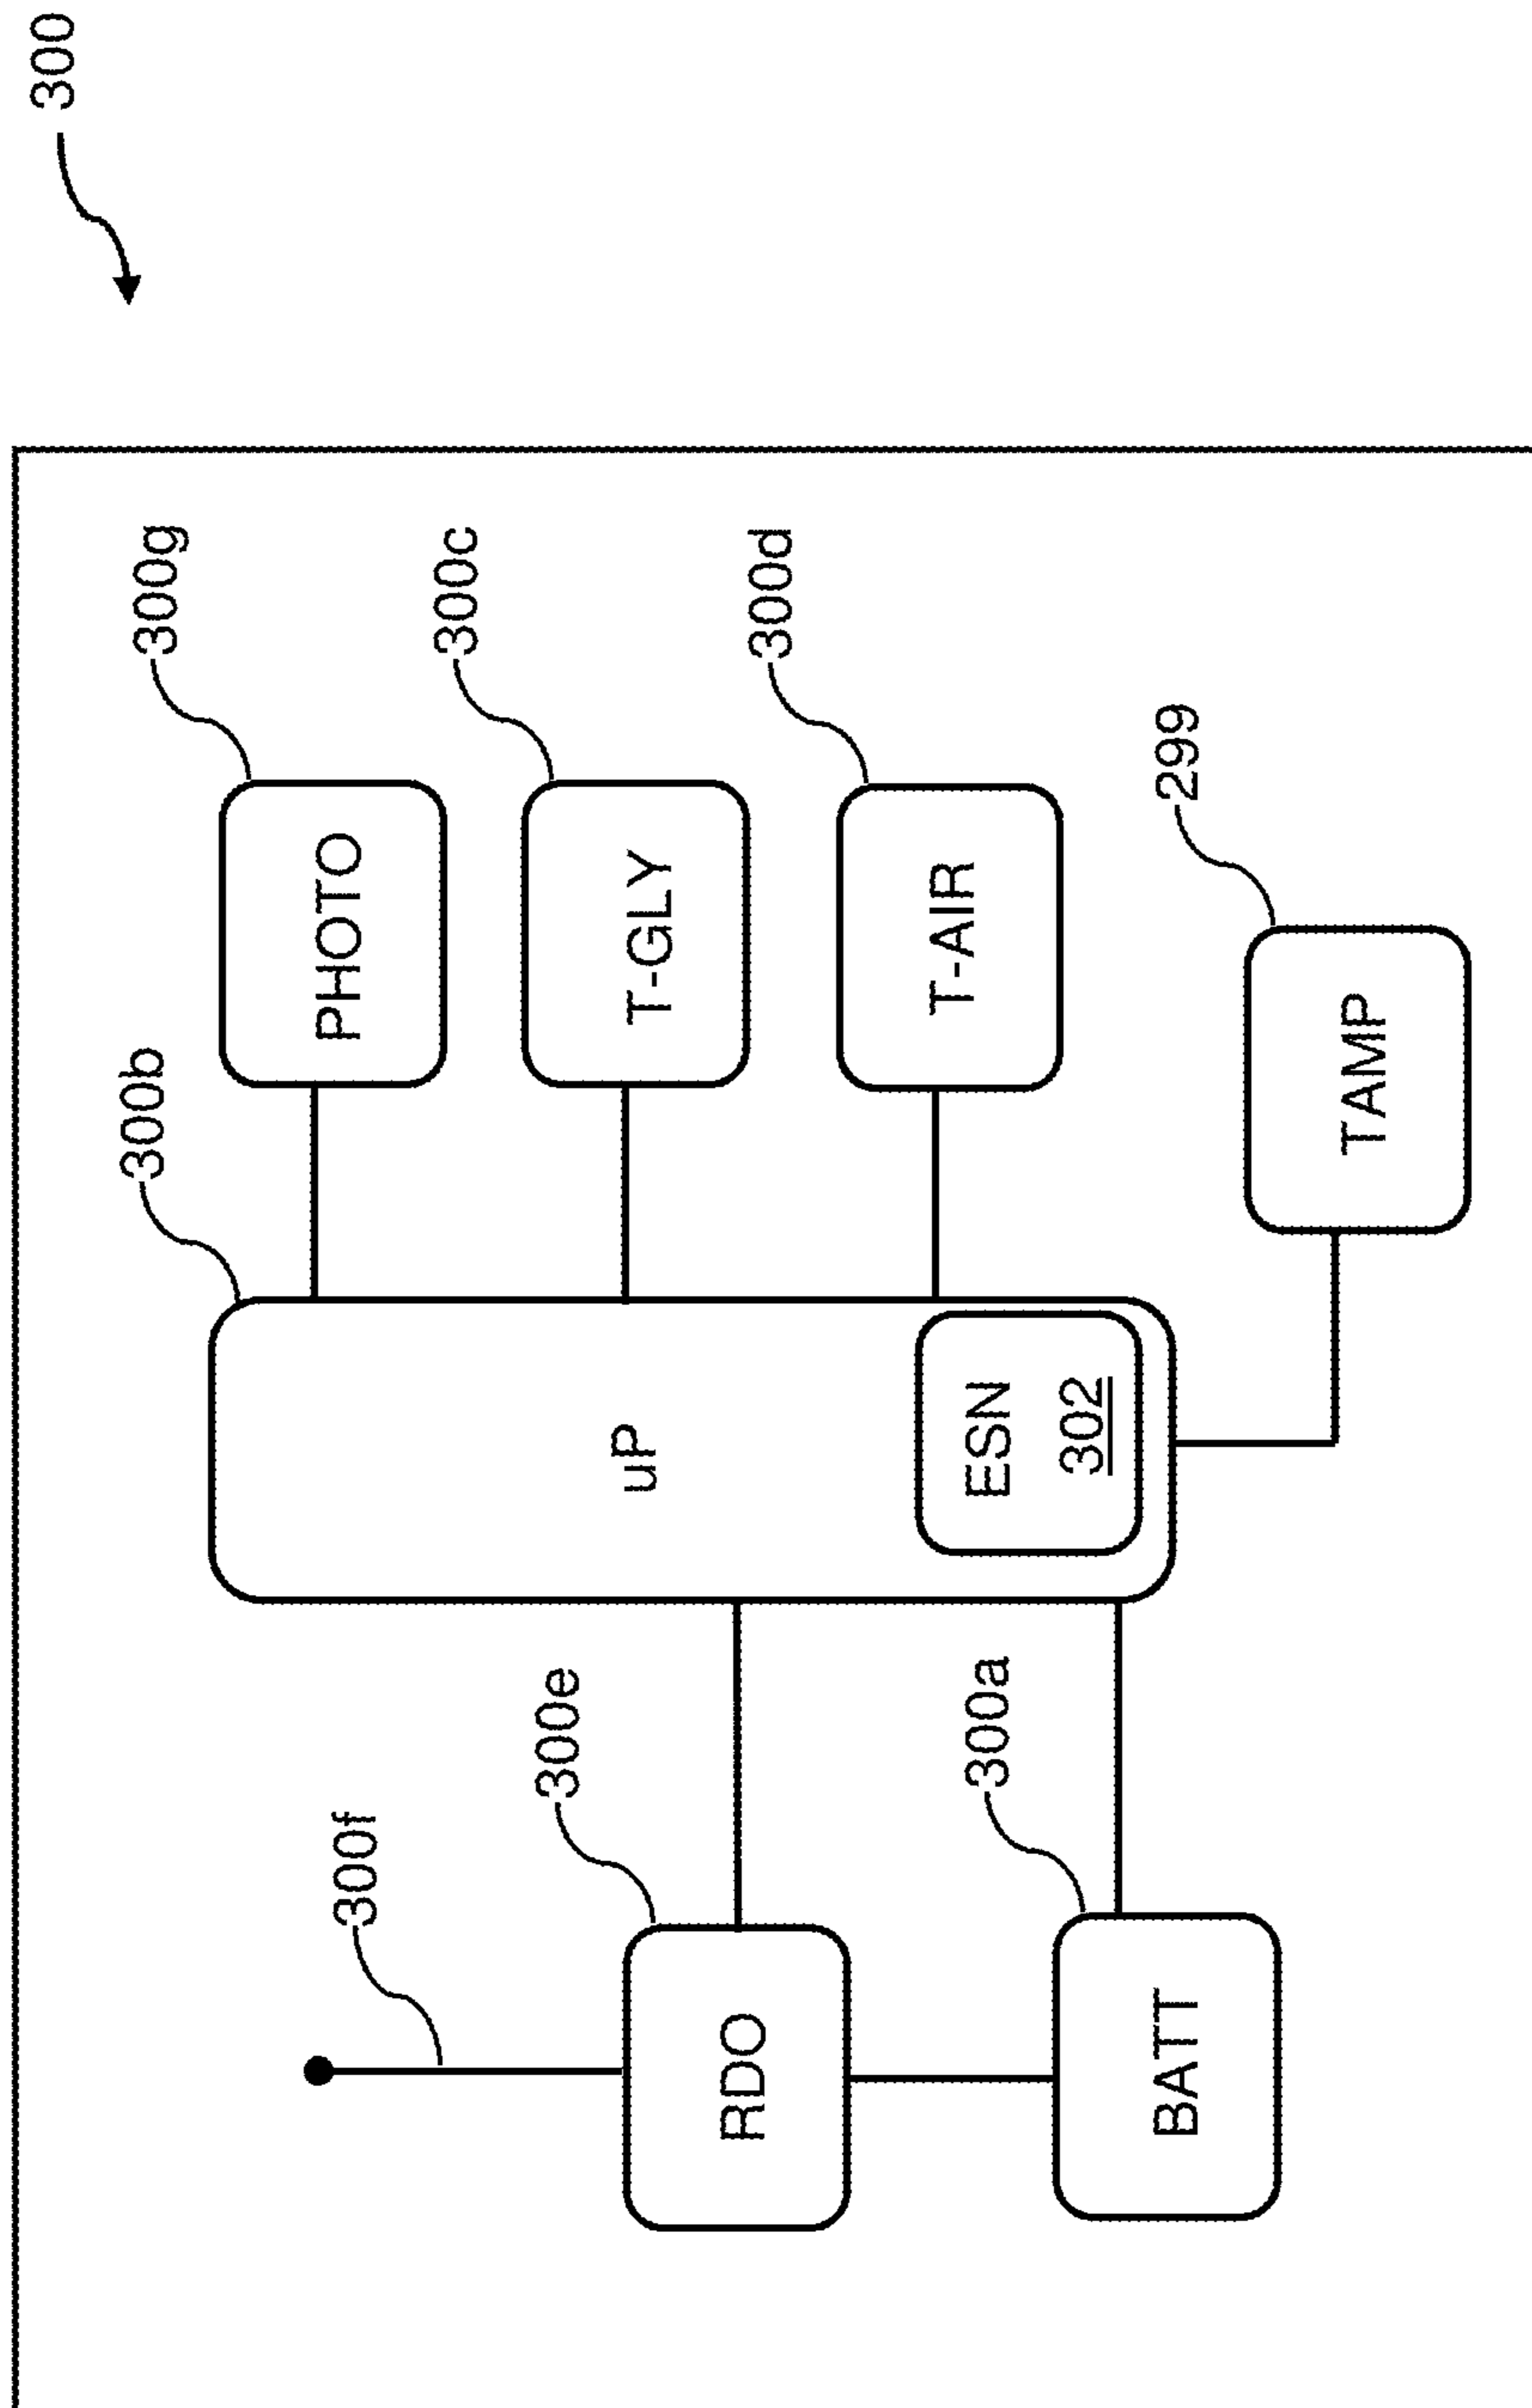 300
300g
PHOTO
300b
300c
T-GLY
300f
300e
uP
300d
T-AIR
RDO
300a
ESN
302
299
BATT
TAMP